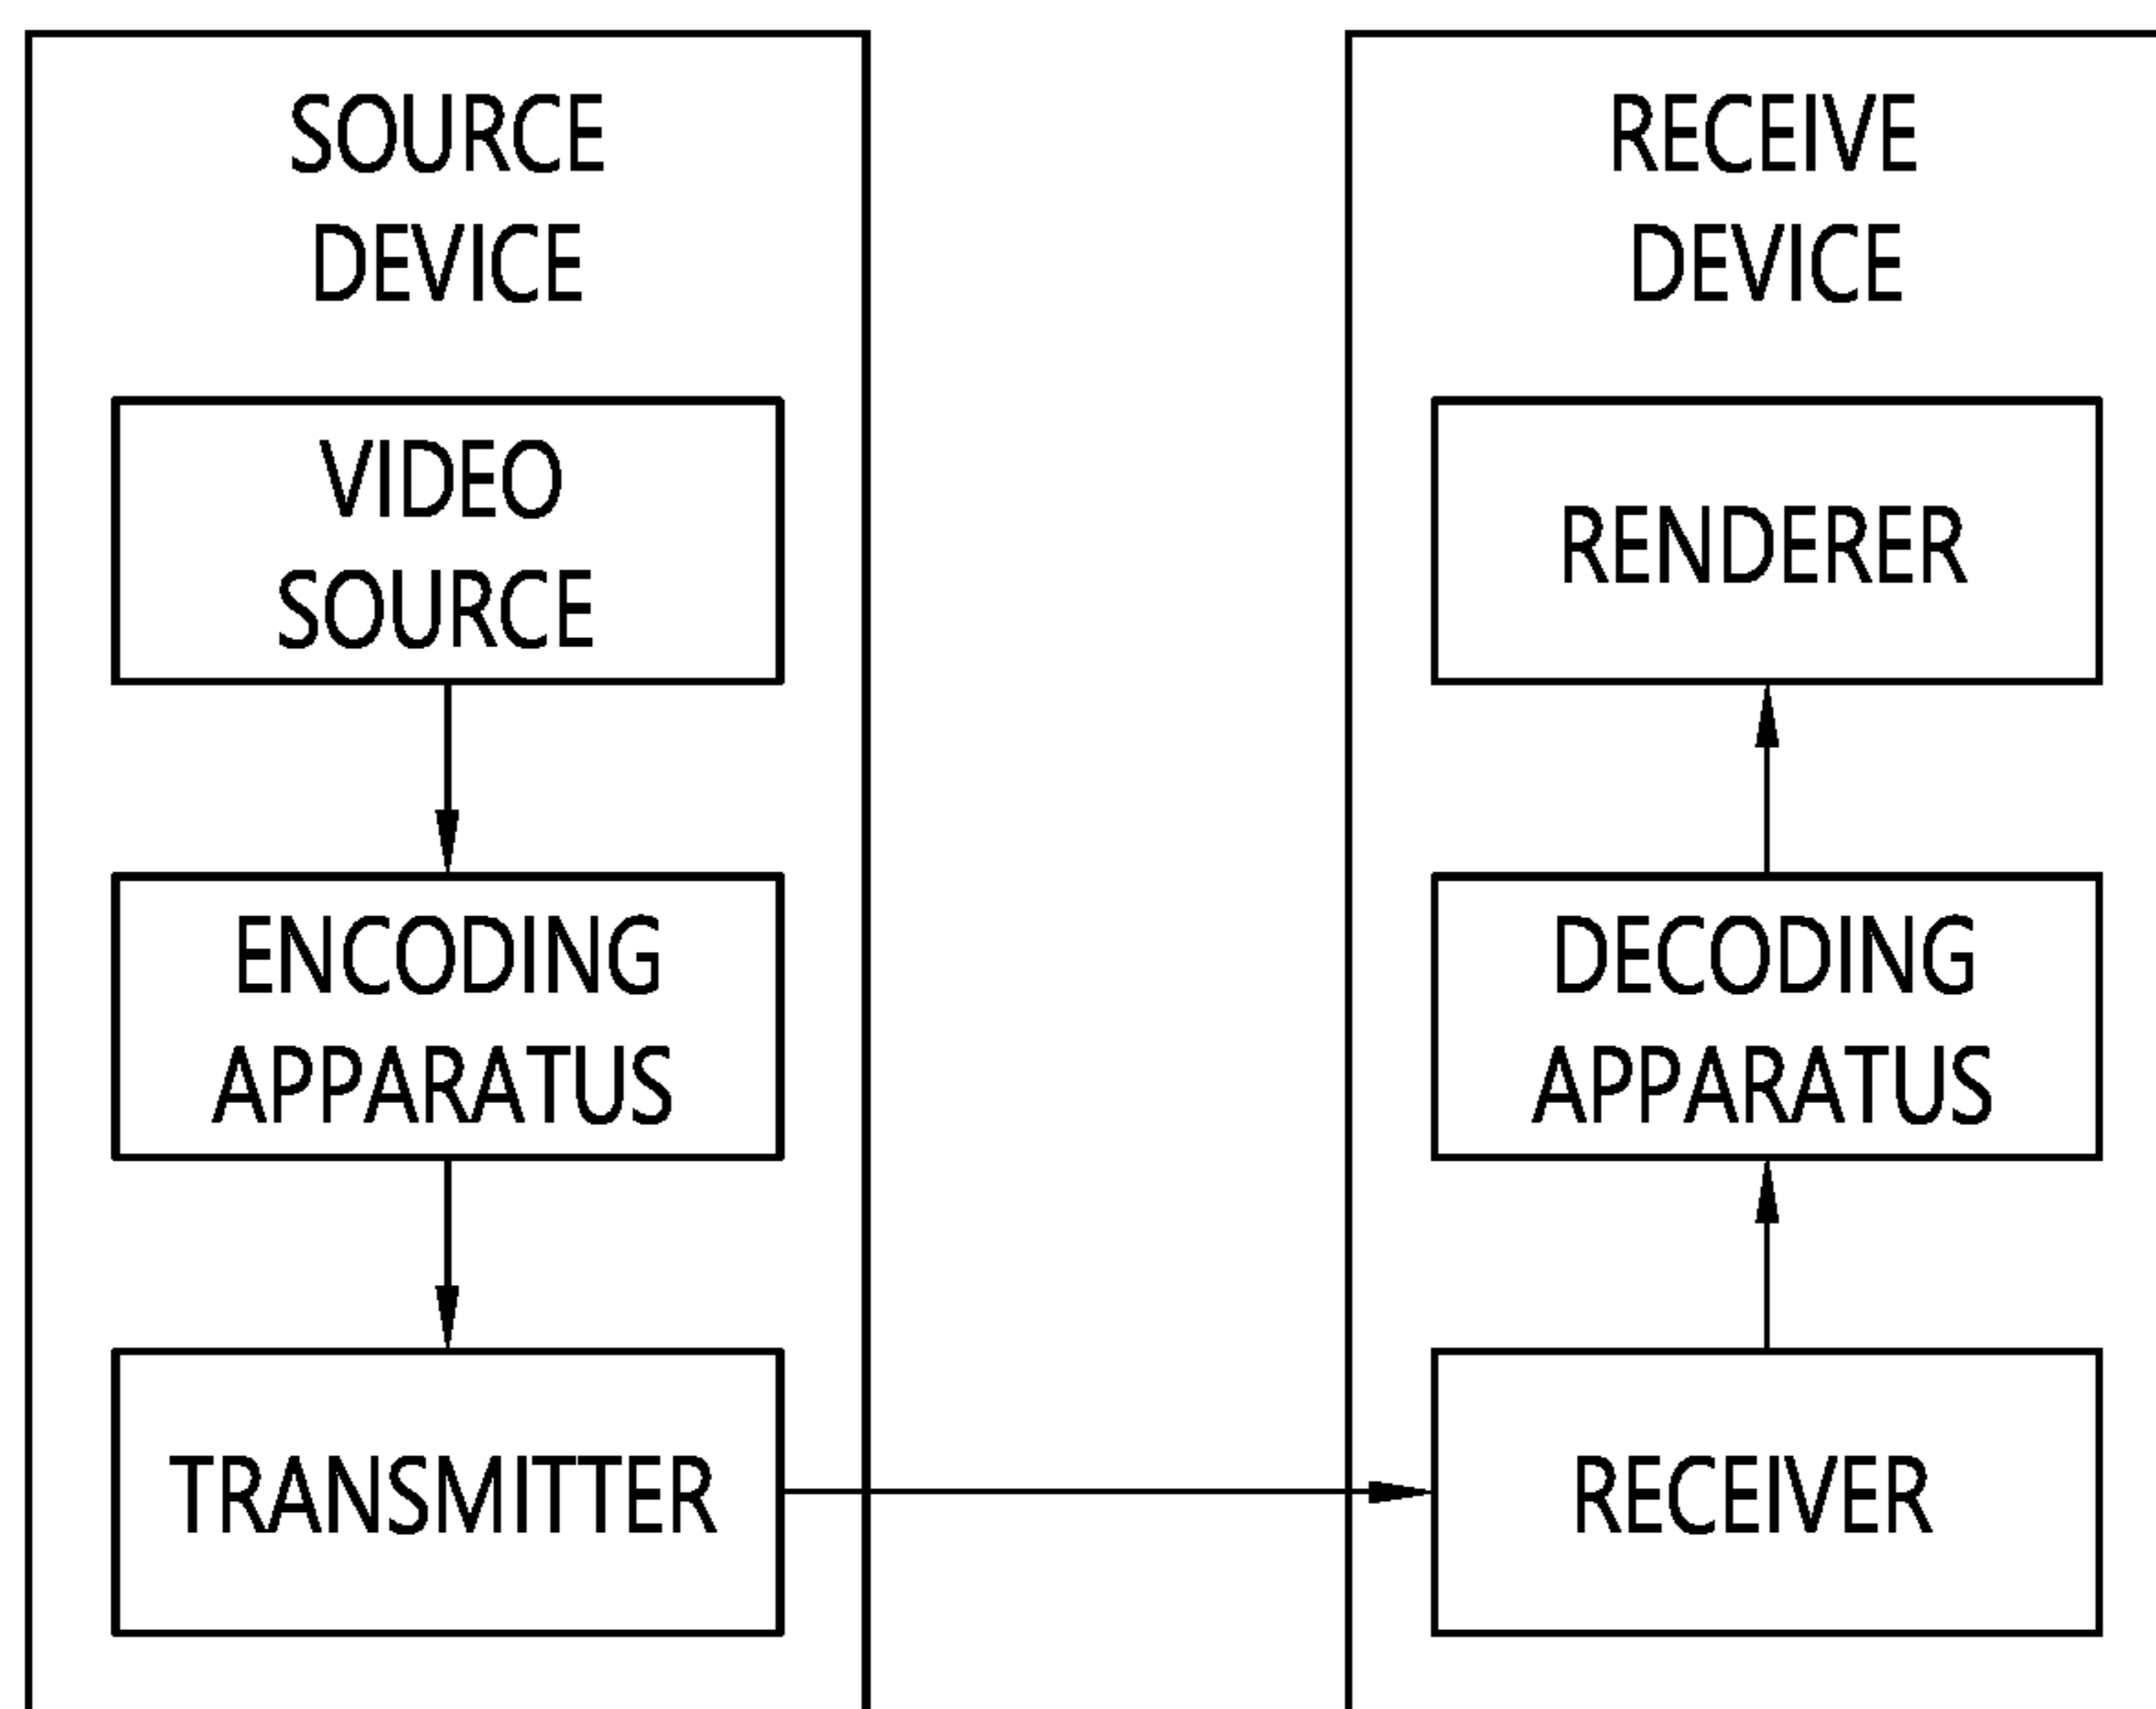 SOURCE
DEVICE
VIDEO
SOURCE
ENCODING
APPARATUS
TRANSMITTER
RECEIVE
DEVICE
RENDERER
DECODING
APPARATUS
RECEIVER